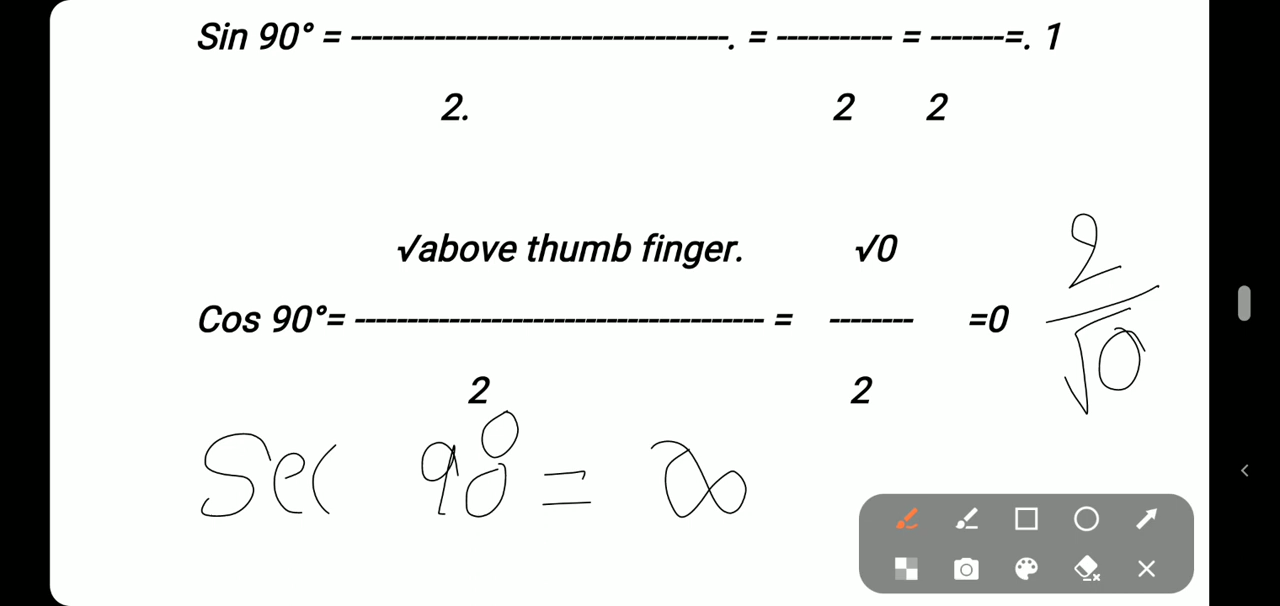 Sin 90° = ----------------------------------. = ----------- = -------=. 1
2. 2 2
√above thumb finger. √0
Cos 90°= ------------------------------------- = -------- =0
2 2
2
√0
Sec 90° = ∞